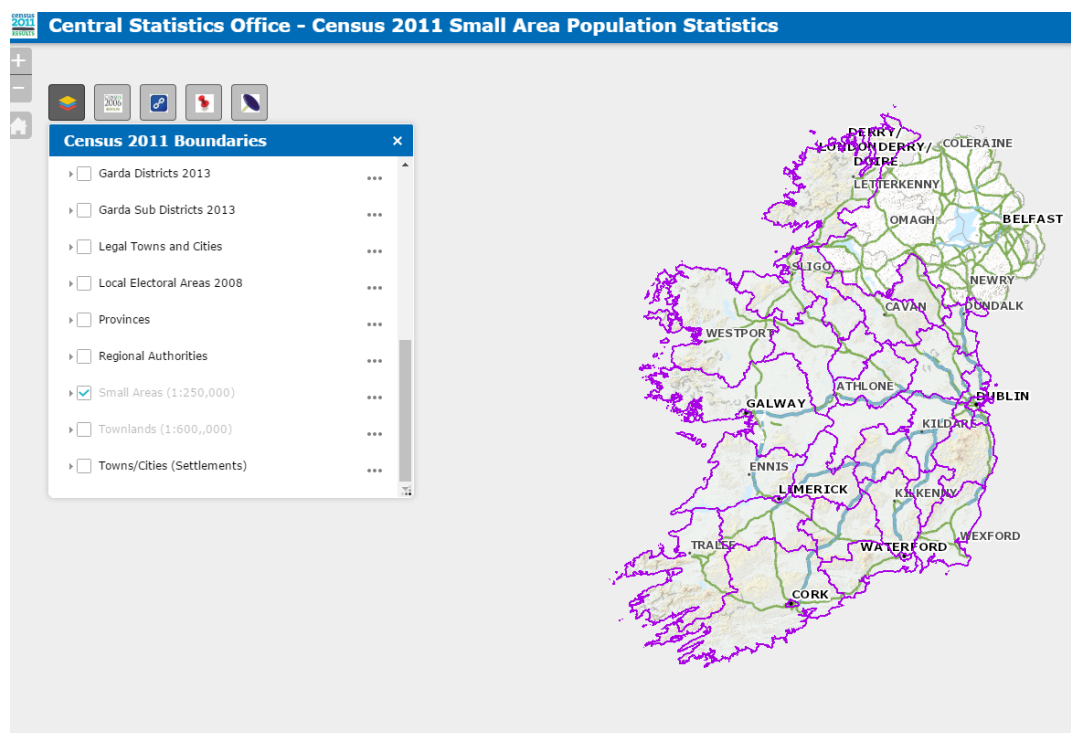 census
2011
RESULTS
Central Statistics Office - Census 2011 Small Area Population Statistics
2006
Census 2011 Boundaries
Garda Districts 2013
Garda Sub Districts 2013
Legal Towns and Cities
Local Electoral Areas 2008
Provinces
Regional Authorities
Small Areas (1:250,000)
Townlands (1:600,,000)
Towns/Cities (Settlements)
DERRY/
LONDONDERRY/
DOIRE
COLERAINE
LETTERKENNY
OMAGH
BELFAST
SLIGO
NEWRY
CAVAN
DUNDALK
WESTPORT
ATHLONE
GALWAY
DUBLIN
KILDARE
ENNIS
LIMERICK
KILKENNY
TRALEE
WATERFORD
WEXFORD
CORK